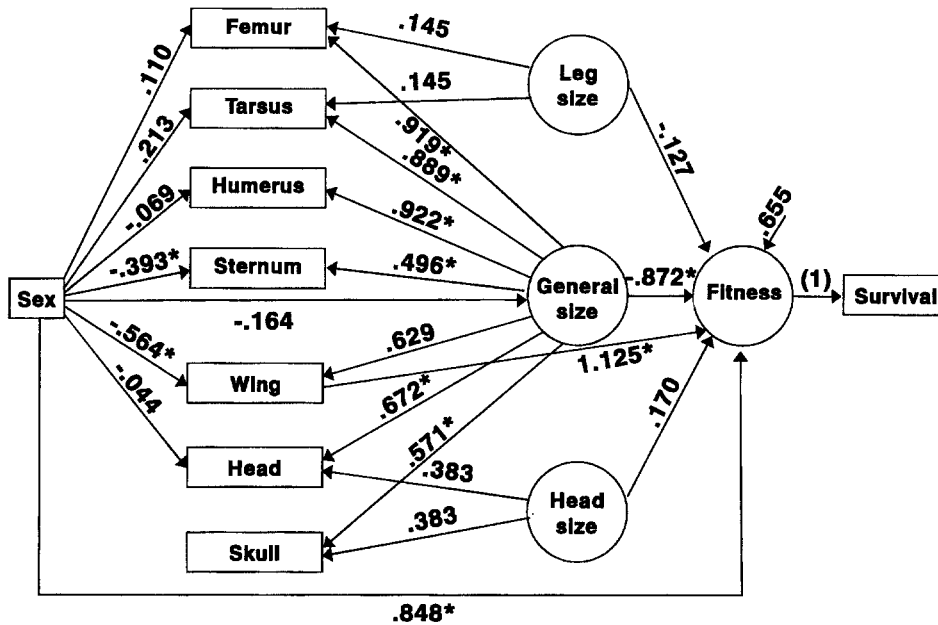 Femur
.145
Leg
size
.110
Tarsus
.145
.213
.919*
.889*
-.127
Humerus
-.069
.922*
.655
Sternum
-.393*
.496*
Sex
General
size
-.872*
Fitness
(1)
Survival
-.164
-.564*
.629
1.125*
Wing
-.044
.672*
.170
.571*
Head
.383
Head
size
.383
Skull
.848*